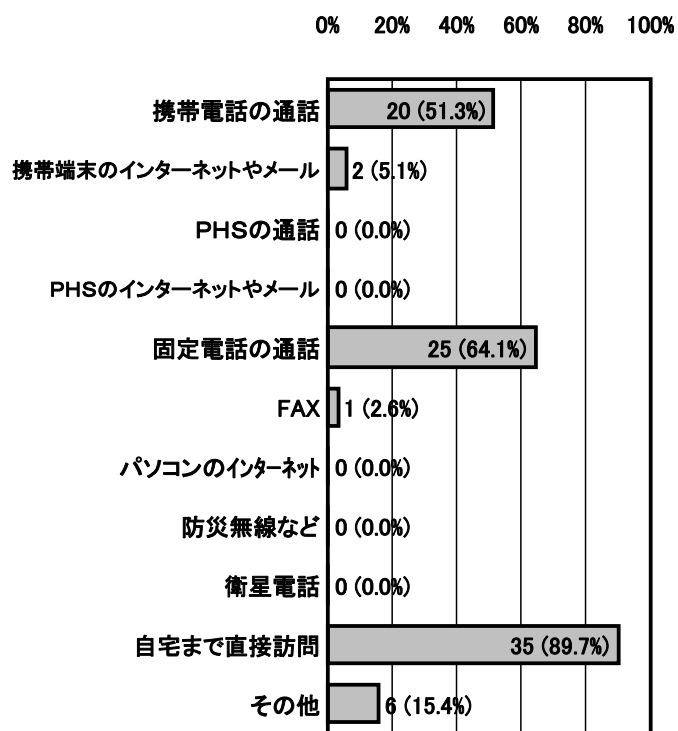 0% 20% 40% 60% 80% 100%
携帯電話の通話 20 (51.3%)
携帯端末のインターネットやメール 2 (5.1%)
ＰＨＳの通話 0 (0.0%)
ＰＨＳのインターネットやメール 0 (0.0%)
固定電話の通話 25 (64.1%)
FAX 1 (2.6%)
パソコンのインターネット 0 (0.0%)
防災無線など 0 (0.0%)
衛星電話 0 (0.0%)
自宅まで直接訪問 35 (89.7%)
その他 6 (15.4%)